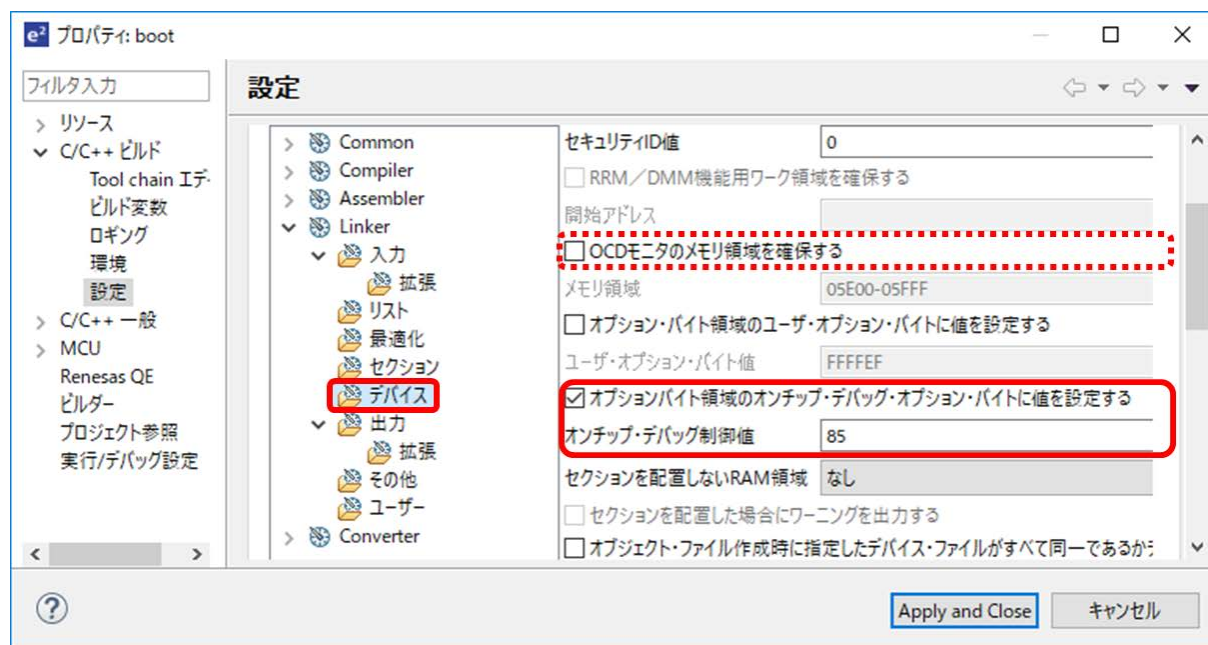 e² プロパティ: boot
フィルタ入力
設定
リソース
C/C++ ビルド
Tool chain エデ
ビルド変数
ロギング
環境
設定
C/C++ 一般
MCU
Renesas QE
ビルダー
プロジェクト参照
実行/デバッグ設定
Common
Compiler
Assembler
Linker
入力
拡張
リスト
最適化
セクション
デバイス
出力
拡張
その他
ユーザー
Converter
セキュリティID値 0
RRM/DMM機能用ワーク領域を確保する
開始アドレス
OCDモニタのメモリ領域を確保する
メモリ領域 05E00-05FFF
オプション・バイト領域のユーザ・オプション・バイトに値を設定する
ユーザ・オプション・バイト値 FFFFEF
オプションバイト領域のオンチップ・デバッグ・オプション・バイトに値を設定する
オンチップ・デバッグ制御値 85
セクションを配置しないRAM領域 なし
セクションを配置した場合にワーニングを出力する
オブジェクト・ファイル作成時に指定したデバイス・ファイルがすべて同一であるか
Apply and Close
キャンセル